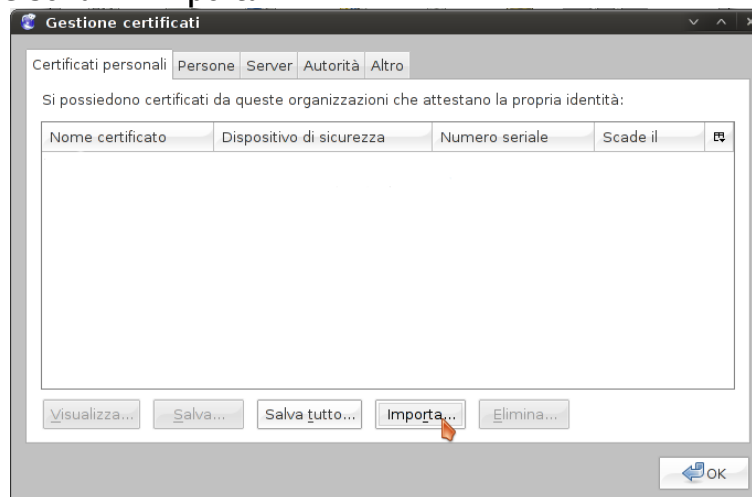 Gestione certificati
Certificati personali Persone Server Autorità Altro
Si possiedono certificati da queste organizzazioni che attestano la propria identità:
Nome certificato Dispositivo di sicurezza Numero seriale Scade il
Visualizza... Salva... Salva tutto... Importa... Elimina...
OK